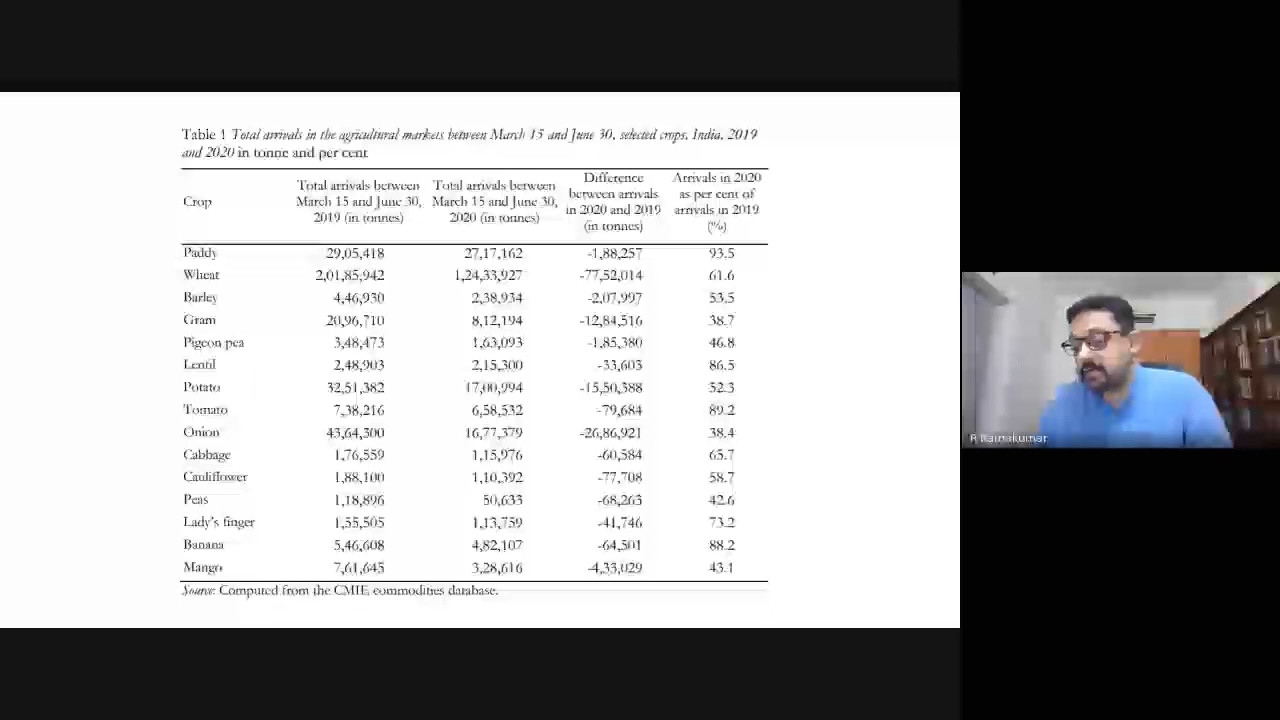 Table 1 Total arrivals in the agricultural markets between March 15 and June 30, selected crops, India, 2019
and 2020 in tonne and per cent
Crop Total arrivals between March 15 and June 30, 2019 (in tonnes) Total arrivals between March 15 and June 30, 2020 (in tonnes) Difference between arrivals in 2020 and 2019 (in tonnes) Arrivals in 2020 as per cent of arrivals in 2019 (%)
Paddy 29,05,418 27,17,162 -1,88,257 93.5
Wheat 2,01,85,942 1,24,33,927 -77,52,014 61.6
Barley 4,46,930 2,38,934 -2,07,997 53.5
Gram 20,96,710 8,12,194 -12,84,516 38.7
Pigeon pea 3,48,473 1,63,093 -1,85,380 46.8
Lentil 2,48,903 2,15,300 -33,603 86.5
Potato 32,51,382 17,00,994 -15,50,388 52.3
Tomato 7,38,216 6,58,532 -79,684 89.2
Onion 43,64,300 16,77,379 -26,86,921 38.4
Cabbage 1,76,559 1,15,976 -60,584 65.7
Cauliflower 1,88,100 1,10,392 -77,708 58.7
Peas 1,18,896 50,633 -68,263 42.6
Lady's finger 1,55,505 1,13,759 -41,746 73.2
Banana 5,46,608 4,82,107 -64,501 88.2
Mango 7,61,645 3,28,616 -4,33,029 43.1
Source: Computed from the CMIE commodities database.
R Ramakumar